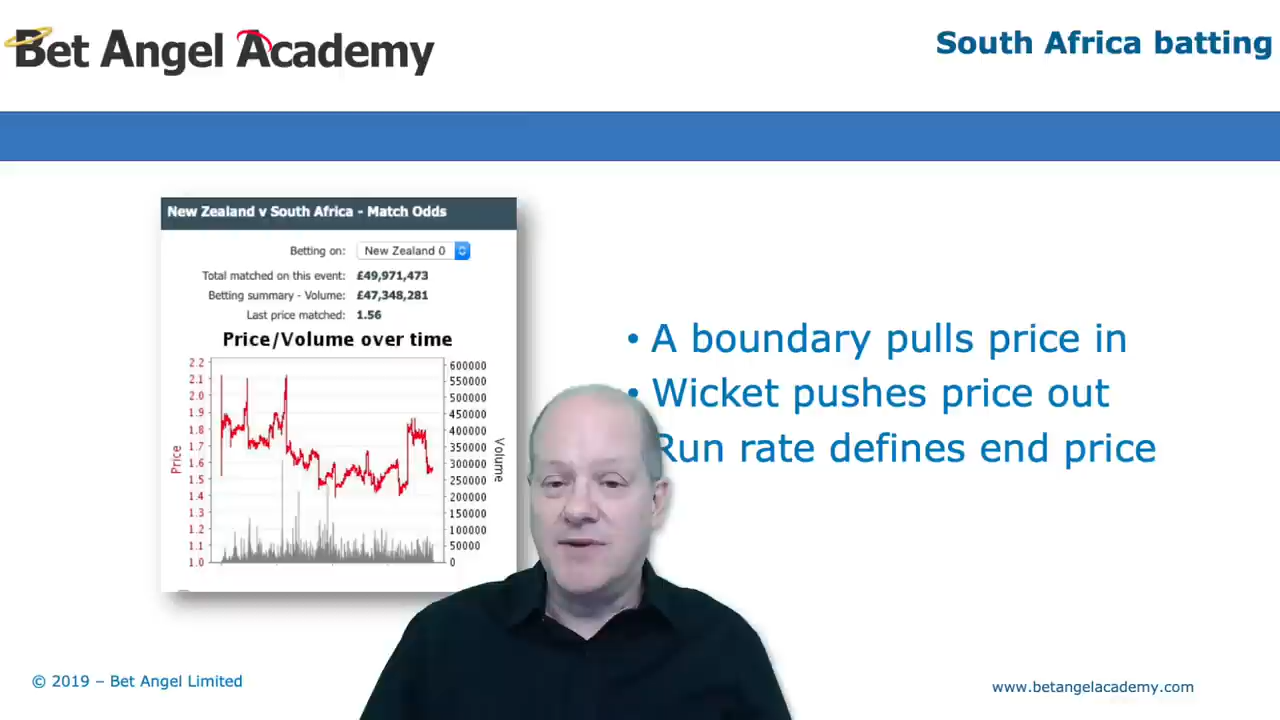 Bet Angel Academy
South Africa batting
New Zealand v South Africa - Match Odds
Betting on: New Zealand 0
Total matched on this event: £49,971,473
Betting summary - Volume: £47,348,281
Last price matched: 1.56
Price/Volume over time
2.2
2.1
2.0
1.9
1.8
1.7
1.6
1.5
1.4
1.3
1.2
1.1
1.0
Price
600000
550000
500000
450000
400000
350000
300000
250000
200000
150000
100000
50000
0
Volume
• A boundary pulls price in
• Wicket pushes price out
Run rate defines end price
© 2019 – Bet Angel Limited
www.betangelacademy.com